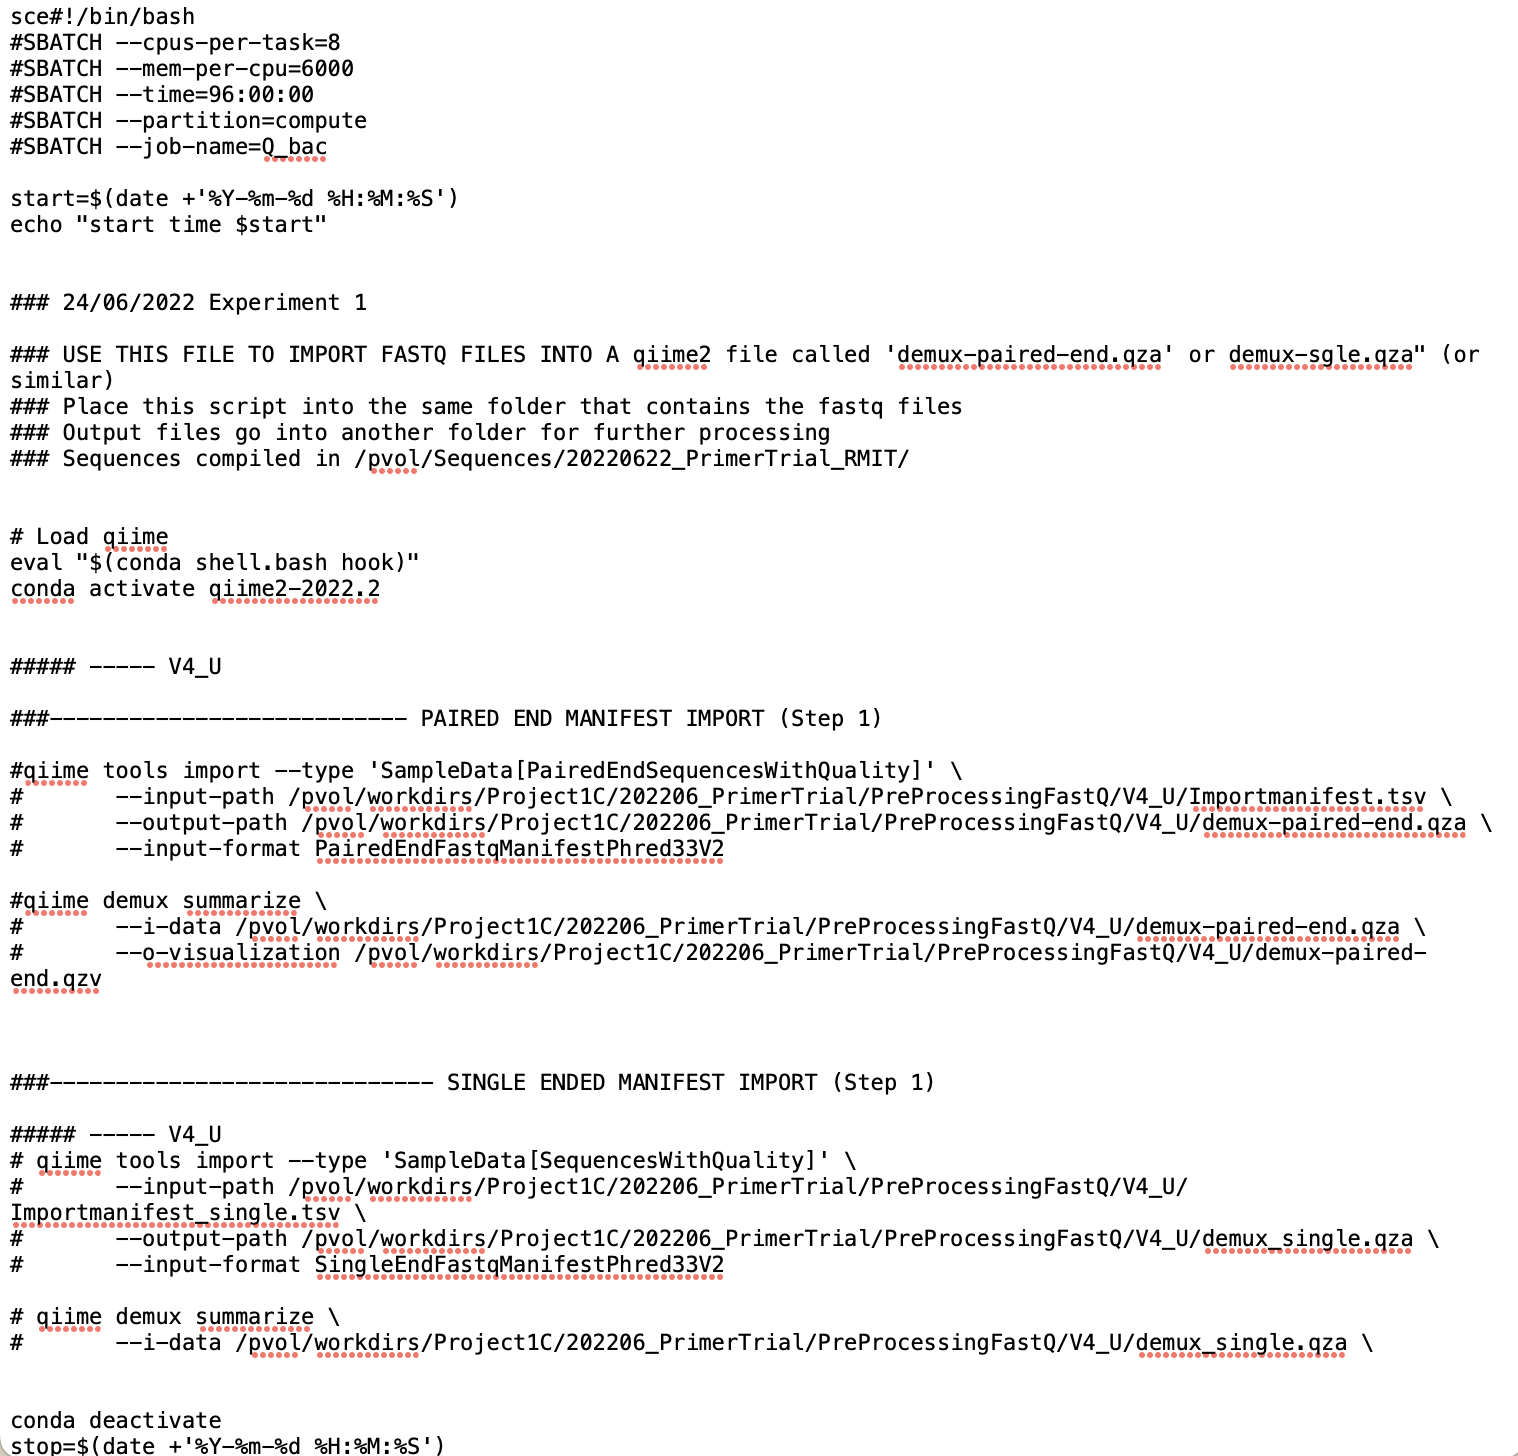 sce#!/bin/bash
#SBATCH --cpus-per-task=8
#SBATCH --mem-per-cpu=6000
#SBATCH --time=96:00:00
#SBATCH --partition=compute
#SBATCH --job-name=Q_bac
start=$(date +'%Y-%m-%d %H:%M:%S')
echo "start time $start"
### 24/06/2022 Experiment 1
### USE THIS FILE TO IMPORT FASTQ FILES INTO A qiime2 file called 'demux-paired-end.qza' or demux-sgle.qza" (or
similar)
### Place this script into the same folder that contains the fastq files
### Output files go into another folder for further processing
### Sequences compiled in /pvol/Sequences/20220622_PrimerTrial_RMIT/
# Load qiime
eval "$(conda shell.bash hook)"
conda activate qiime2-2022.2
##### ----- V4_U
###--------------------------- PAIRED END MANIFEST IMPORT (Step 1)
#qiime tools import --type 'SampleData[PairedEndSequencesWithQuality]' \
#       --input-path /pvol/workdirs/Project1C/202206_PrimerTrial/PreProcessingFastQ/V4_U/Importmanifest.tsv \
#       --output-path /pvol/workdirs/Project1C/202206_PrimerTrial/PreProcessingFastQ/V4_U/demux-paired-end.qza \
#       --input-format PairedEndFastqManifestPhred33V2
#qiime demux summarize \
#       --i-data /pvol/workdirs/Project1C/202206_PrimerTrial/PreProcessingFastQ/V4_U/demux-paired-end.qza \
#       --o-visualization /pvol/workdirs/Project1C/202206_PrimerTrial/PreProcessingFastQ/V4_U/demux-paired-
end.qzv
###----------------------------- SINGLE ENDED MANIFEST IMPORT (Step 1)
##### ----- V4_U
# qiime tools import --type 'SampleData[SequencesWithQuality]' \
#       --input-path /pvol/workdirs/Project1C/202206_PrimerTrial/PreProcessingFastQ/V4_U/
Importmanifest_single.tsv \
#       --output-path /pvol/workdirs/Project1C/202206_PrimerTrial/PreProcessingFastQ/V4_U/demux_single.qza \
#       --input-format SingleEndFastqManifestPhred33V2
# qiime demux summarize \
#       --i-data /pvol/workdirs/Project1C/202206_PrimerTrial/PreProcessingFastQ/V4_U/demux_single.qza \
conda deactivate
stop=$(date +'%Y-%m-%d %H:%M:%S')